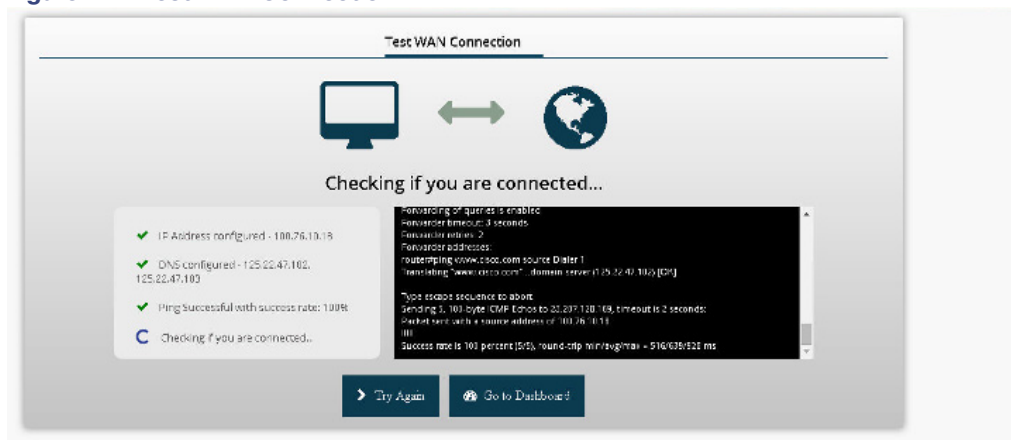 Test WAN Connection
Checking if you are connected...
IP Address configured - 100.76.10.18
DNS configured - 125.22.47.102,
125.22.47.103
Ping Successful with success rate: 100%
Checking if you are connected...
Forwarding of queries is enabled
Forwarder timeout: 3 seconds
Forwarder retries: 2
Forwarder addresses:
router#ping www.cisco.com source Dialer 1
Translating "www.cisco.com"...domain server (125.22.47.102) [OK]
Type escape sequence to abort.
Sending 5, 100-byte ICMP Echos to 23.207.128.169, timeout is 2 seconds:
Packet sent with a source address of 100.76.10.18
!!!!!
Success rate is 100 percent (5/5), round-trip min/avg/max = 516/639/928 ms
Try Again
Go to Dashboard